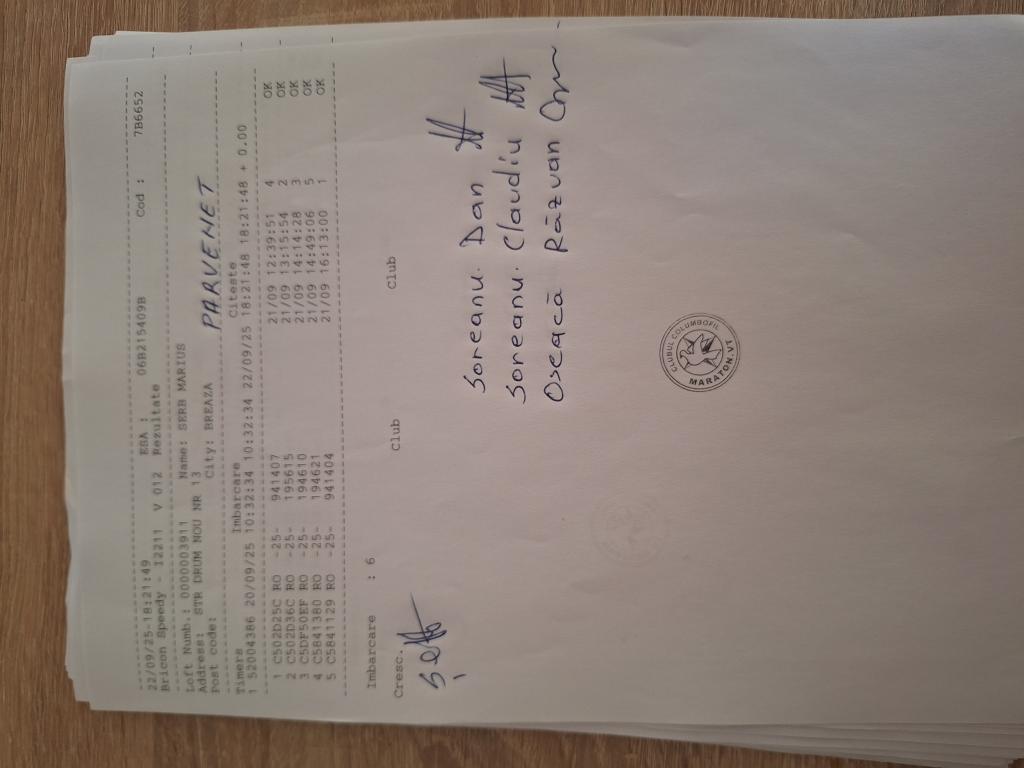 22/09/25-18:21:49 ESA : 06B215409B Cod : 7B6652
Bricon Speedy - I2211 V 012 Rezultate
Loft Numb.: 0000003911 Name: SERB MARIUS
Address: STR DRUM NOU NR 13
Post code: City: BREAZA PARVENET
Timers Imbarcare Citeste
1 52004386 20/09/25 10:32:34 10:32:34 22/09/25 18:21:48 18:21:48 + 0.00
1 C502D25C RO -25- 941407 21/09 12:39:51 4 OK
2 C502D36C RO -25- 195615 21/09 13:15:54 2 OK
3 C5DF50EF RO -25- 194610 21/09 14:14:28 3 OK
4 C5841380 RO -25- 194621 21/09 14:49:06 5 OK
5 C5841129 RO -25- 941404 21/09 16:13:00 1 OK
Imbarcare : 6
Cresc. Club Club
Soreanu Dan
Soreanu Claudiu
Oseacă Răzvan
CLUBUL COLUMBOFIL
MARATON VT